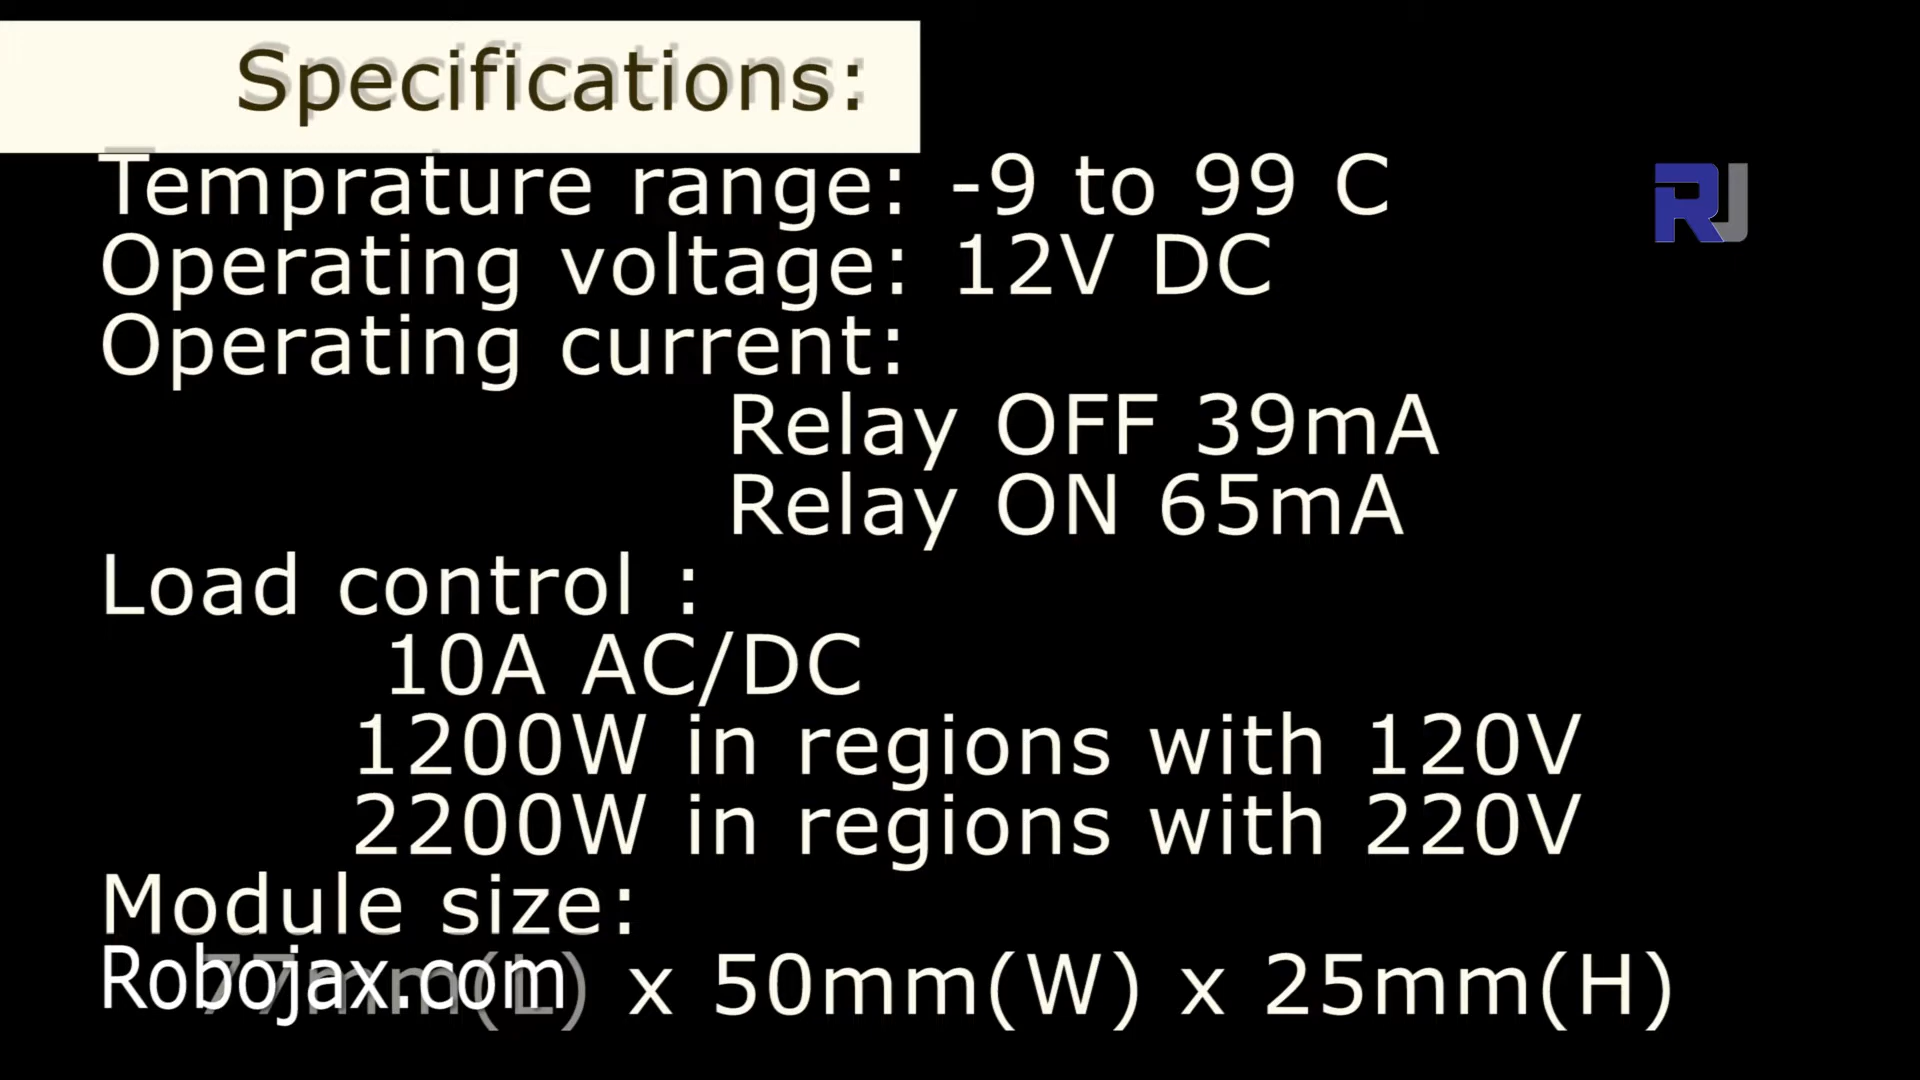 Specifications:
Temprature range: -9 to 99 C
RJ
Operating voltage: 12V DC
Operating current:
Relay OFF 39mA
Relay ON 65mA
Load control :
10A AC/DC
1200W in regions with 120V
2200W in regions with 220V
Module size:
77mm(L) x 50mm(W) x 25mm(H)
Robojax.com